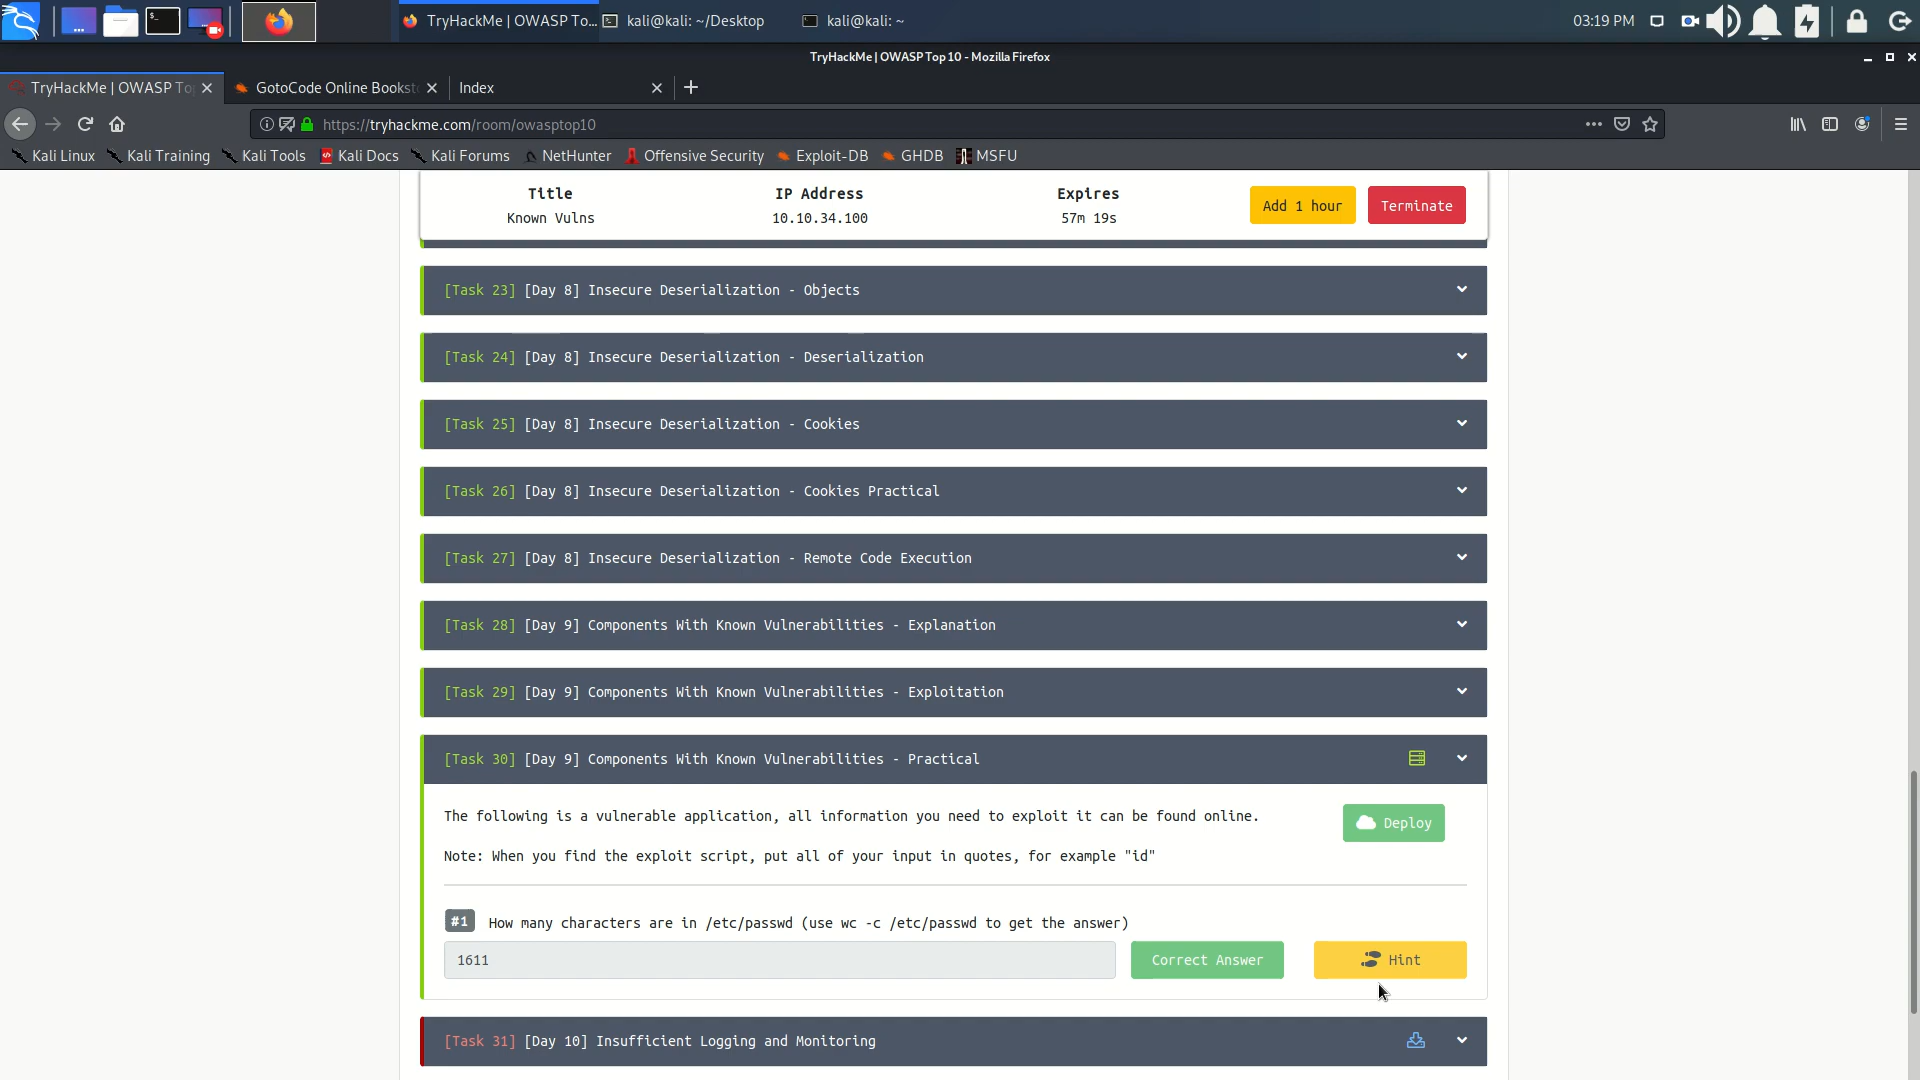 TryHackMe | OWASP To...
kali@kali: ~/Desktop
kali@kali: ~
03:19 PM
TryHackMe | OWASP Top 10 - Mozilla Firefox
TryHackMe | OWASP To
GotoCode Online Bookst
Index
https://tryhackme.com/room/owasptop10
Kali Linux
Kali Training
Kali Tools
Kali Docs
Kali Forums
NetHunter
Offensive Security
Exploit-DB
GHDB
MSFU
Title
IP Address
Expires
Known Vulns
10.10.34.100
57m 19s
Add 1 hour
Terminate
[Task 23] [Day 8] Insecure Deserialization - Objects
[Task 24] [Day 8] Insecure Deserialization - Deserialization
[Task 25] [Day 8] Insecure Deserialization - Cookies
[Task 26] [Day 8] Insecure Deserialization - Cookies Practical
[Task 27] [Day 8] Insecure Deserialization - Remote Code Execution
[Task 28] [Day 9] Components With Known Vulnerabilities - Explanation
[Task 29] [Day 9] Components With Known Vulnerabilities - Exploitation
[Task 30] [Day 9] Components With Known Vulnerabilities - Practical
The following is a vulnerable application, all information you need to exploit it can be found online.
Deploy
Note: When you find the exploit script, put all of your input in quotes, for example "id"
#1 How many characters are in /etc/passwd (use wc -c /etc/passwd to get the answer)
1611
Correct Answer
Hint
[Task 31] [Day 10] Insufficient Logging and Monitoring